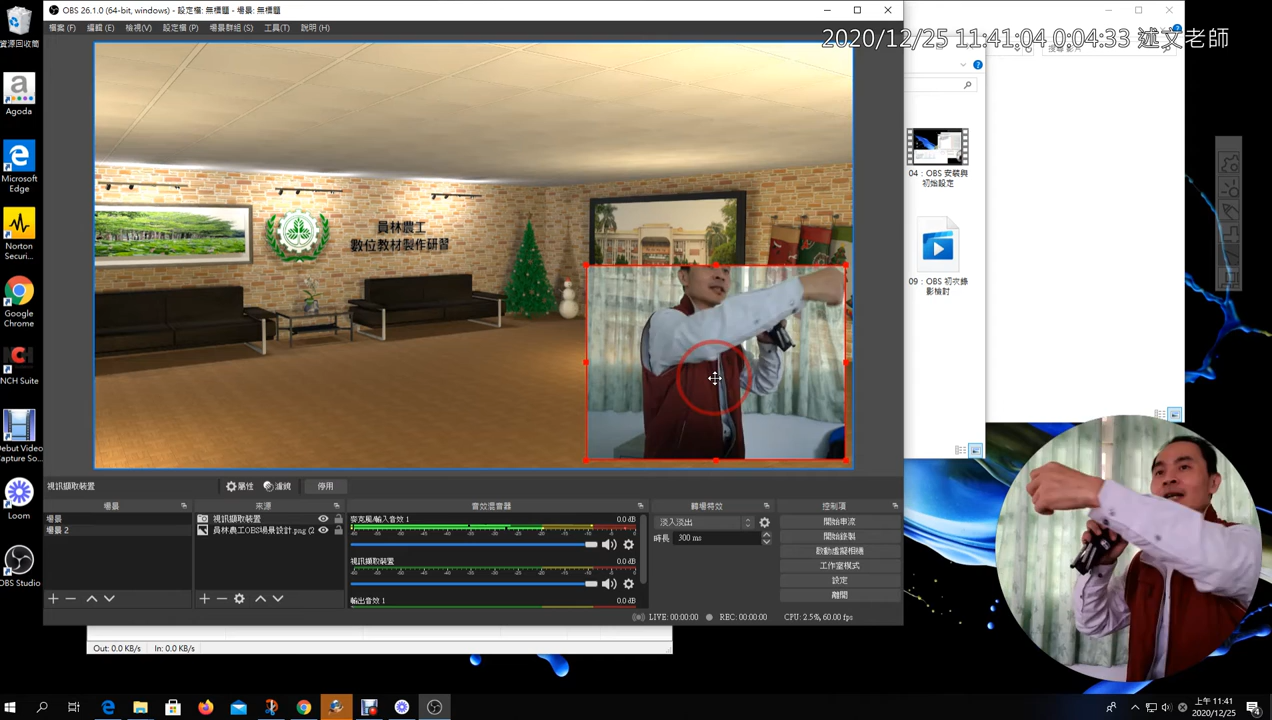 OBS 26.1.0 (64-bit, windows) - 設定檔: 無標題 - 場景: 無標題
檔案 (F) 編輯 (E) 檢視(V) 設定檔 (P) 場景群組 (S) 工具(T) 說明 (H)
2020/12/25 11:41:04 0:04:33 述文老師
資源回收筒
Agoda
Microsoft
Edge
Norton
Securi...
Google
Chrome
NCH Suite
Debut Video
Capture So...
Loom
OBS Studio
04：OBS 安裝與
初始設定
09：OBS 初次錄
影檢討
員林農工
數位教材製作研習
視訊擷取裝置 屬性 濾鏡 停用
場景 來源 音效混音器 轉場特效 控制項
場景
場景 2
視訊擷取裝置
員林農工OBS場景設計.png (2
麥克風/輸入音效 1 0.0 dB
視訊擷取裝置 0.0 dB
輸出音效 1 0.0 dB
淡入淡出
時長 300 ms
開始串流
開始錄製
啟動虛擬相機
工作室模式
設定
離開
LIVE: 00:00:00 REC: 00:00:00 CPU: 2.5%, 60.00 fps
Out: 0.0 KB/s In: 0.0 KB/s
上午 11:41
2020/12/25